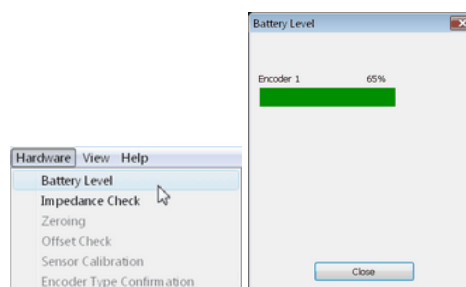 Hardware View Help
Battery Level
Impedance Check
Zeroing
Offset Check
Sensor Calibration
Encoder Type Confirmation
Battery Level
Encoder 1 65%
Close